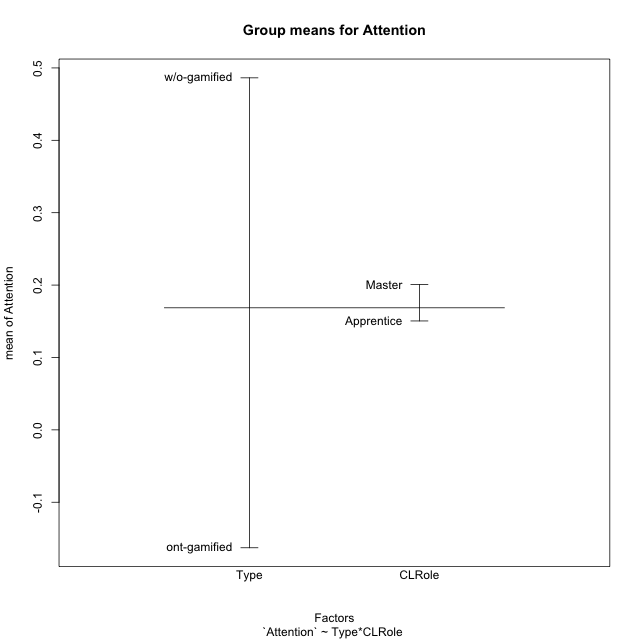 Group means for Attention
0.5
0.4
0.3
0.2
0.1
0.0
-0.1
mean of Attention
w/o-gamified
Master
Apprentice
ont-gamified
Type
CLRole
Factors
`Attention` ~ Type*CLRole